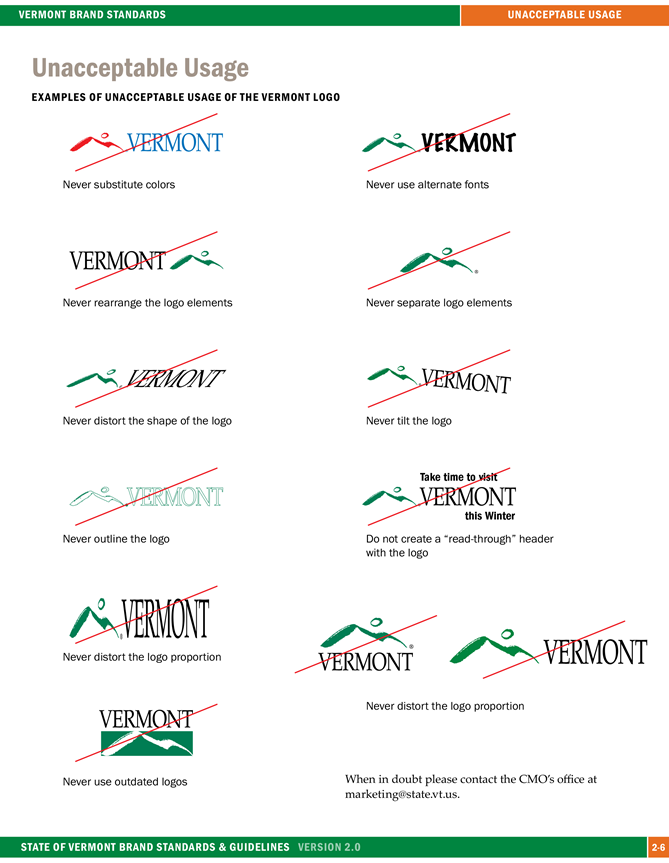 VERMONT BRAND STANDARDS
UNACCEPTABLE USAGE
Unacceptable Usage
EXAMPLES OF UNACCEPTABLE USAGE OF THE VERMONT LOGO
VERMONT
Never substitute colors
VERMONT
Never use alternate fonts
VERMONT
Never rearrange the logo elements
®
Never separate logo elements
VERMONT
Never distort the shape of the logo
VERMONT
Never tilt the logo
VERMONT
Never outline the logo
Take time to visit
VERMONT
this Winter
Do not create a “read-through” header
with the logo
®VERMONT
Never distort the logo proportion
®
VERMONT
VERMONT
Never distort the logo proportion
VERMONT
Never use outdated logos
When in doubt please contact the CMO’s office at
marketing@state.vt.us.
STATE OF VERMONT BRAND STANDARDS & GUIDELINES VERSION 2.0
2-6